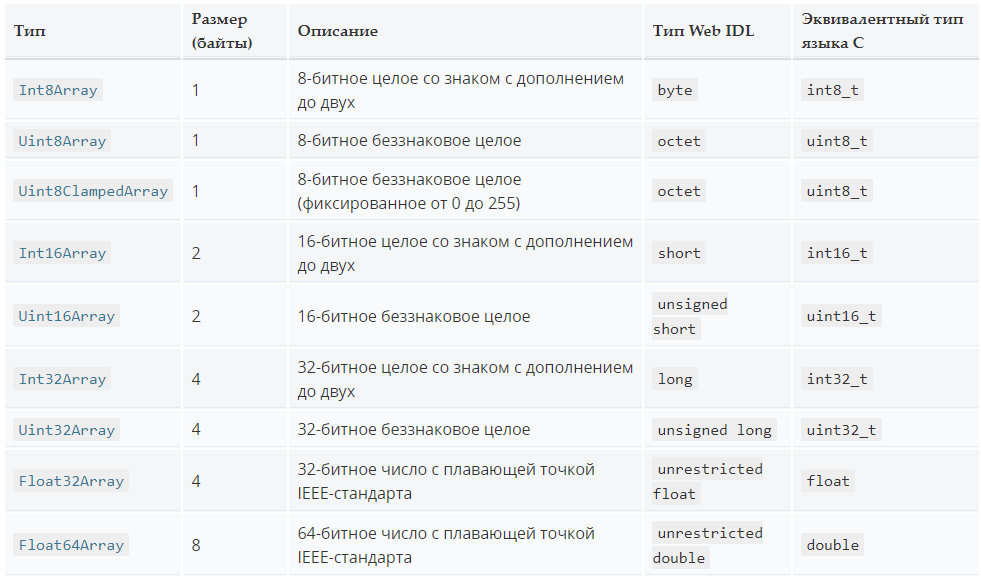 Тип Размер (байты) Описание Тип Web IDL Эквивалентный тип языка C
Int8Array 1 8-битное целое со знаком с дополнением до двух byte int8_t
Uint8Array 1 8-битное беззнаковое целое octet uint8_t
Uint8ClampedArray 1 8-битное беззнаковое целое (фиксированное от 0 до 255) octet uint8_t
Int16Array 2 16-битное целое со знаком с дополнением до двух short int16_t
Uint16Array 2 16-битное беззнаковое целое unsigned short uint16_t
Int32Array 4 32-битное целое со знаком с дополнением до двух long int32_t
Uint32Array 4 32-битное беззнаковое целое unsigned long uint32_t
Float32Array 4 32-битное число с плавающей точкой IEEE-стандарта unrestricted float float
Float64Array 8 64-битное число с плавающей точкой IEEE-стандарта unrestricted double double